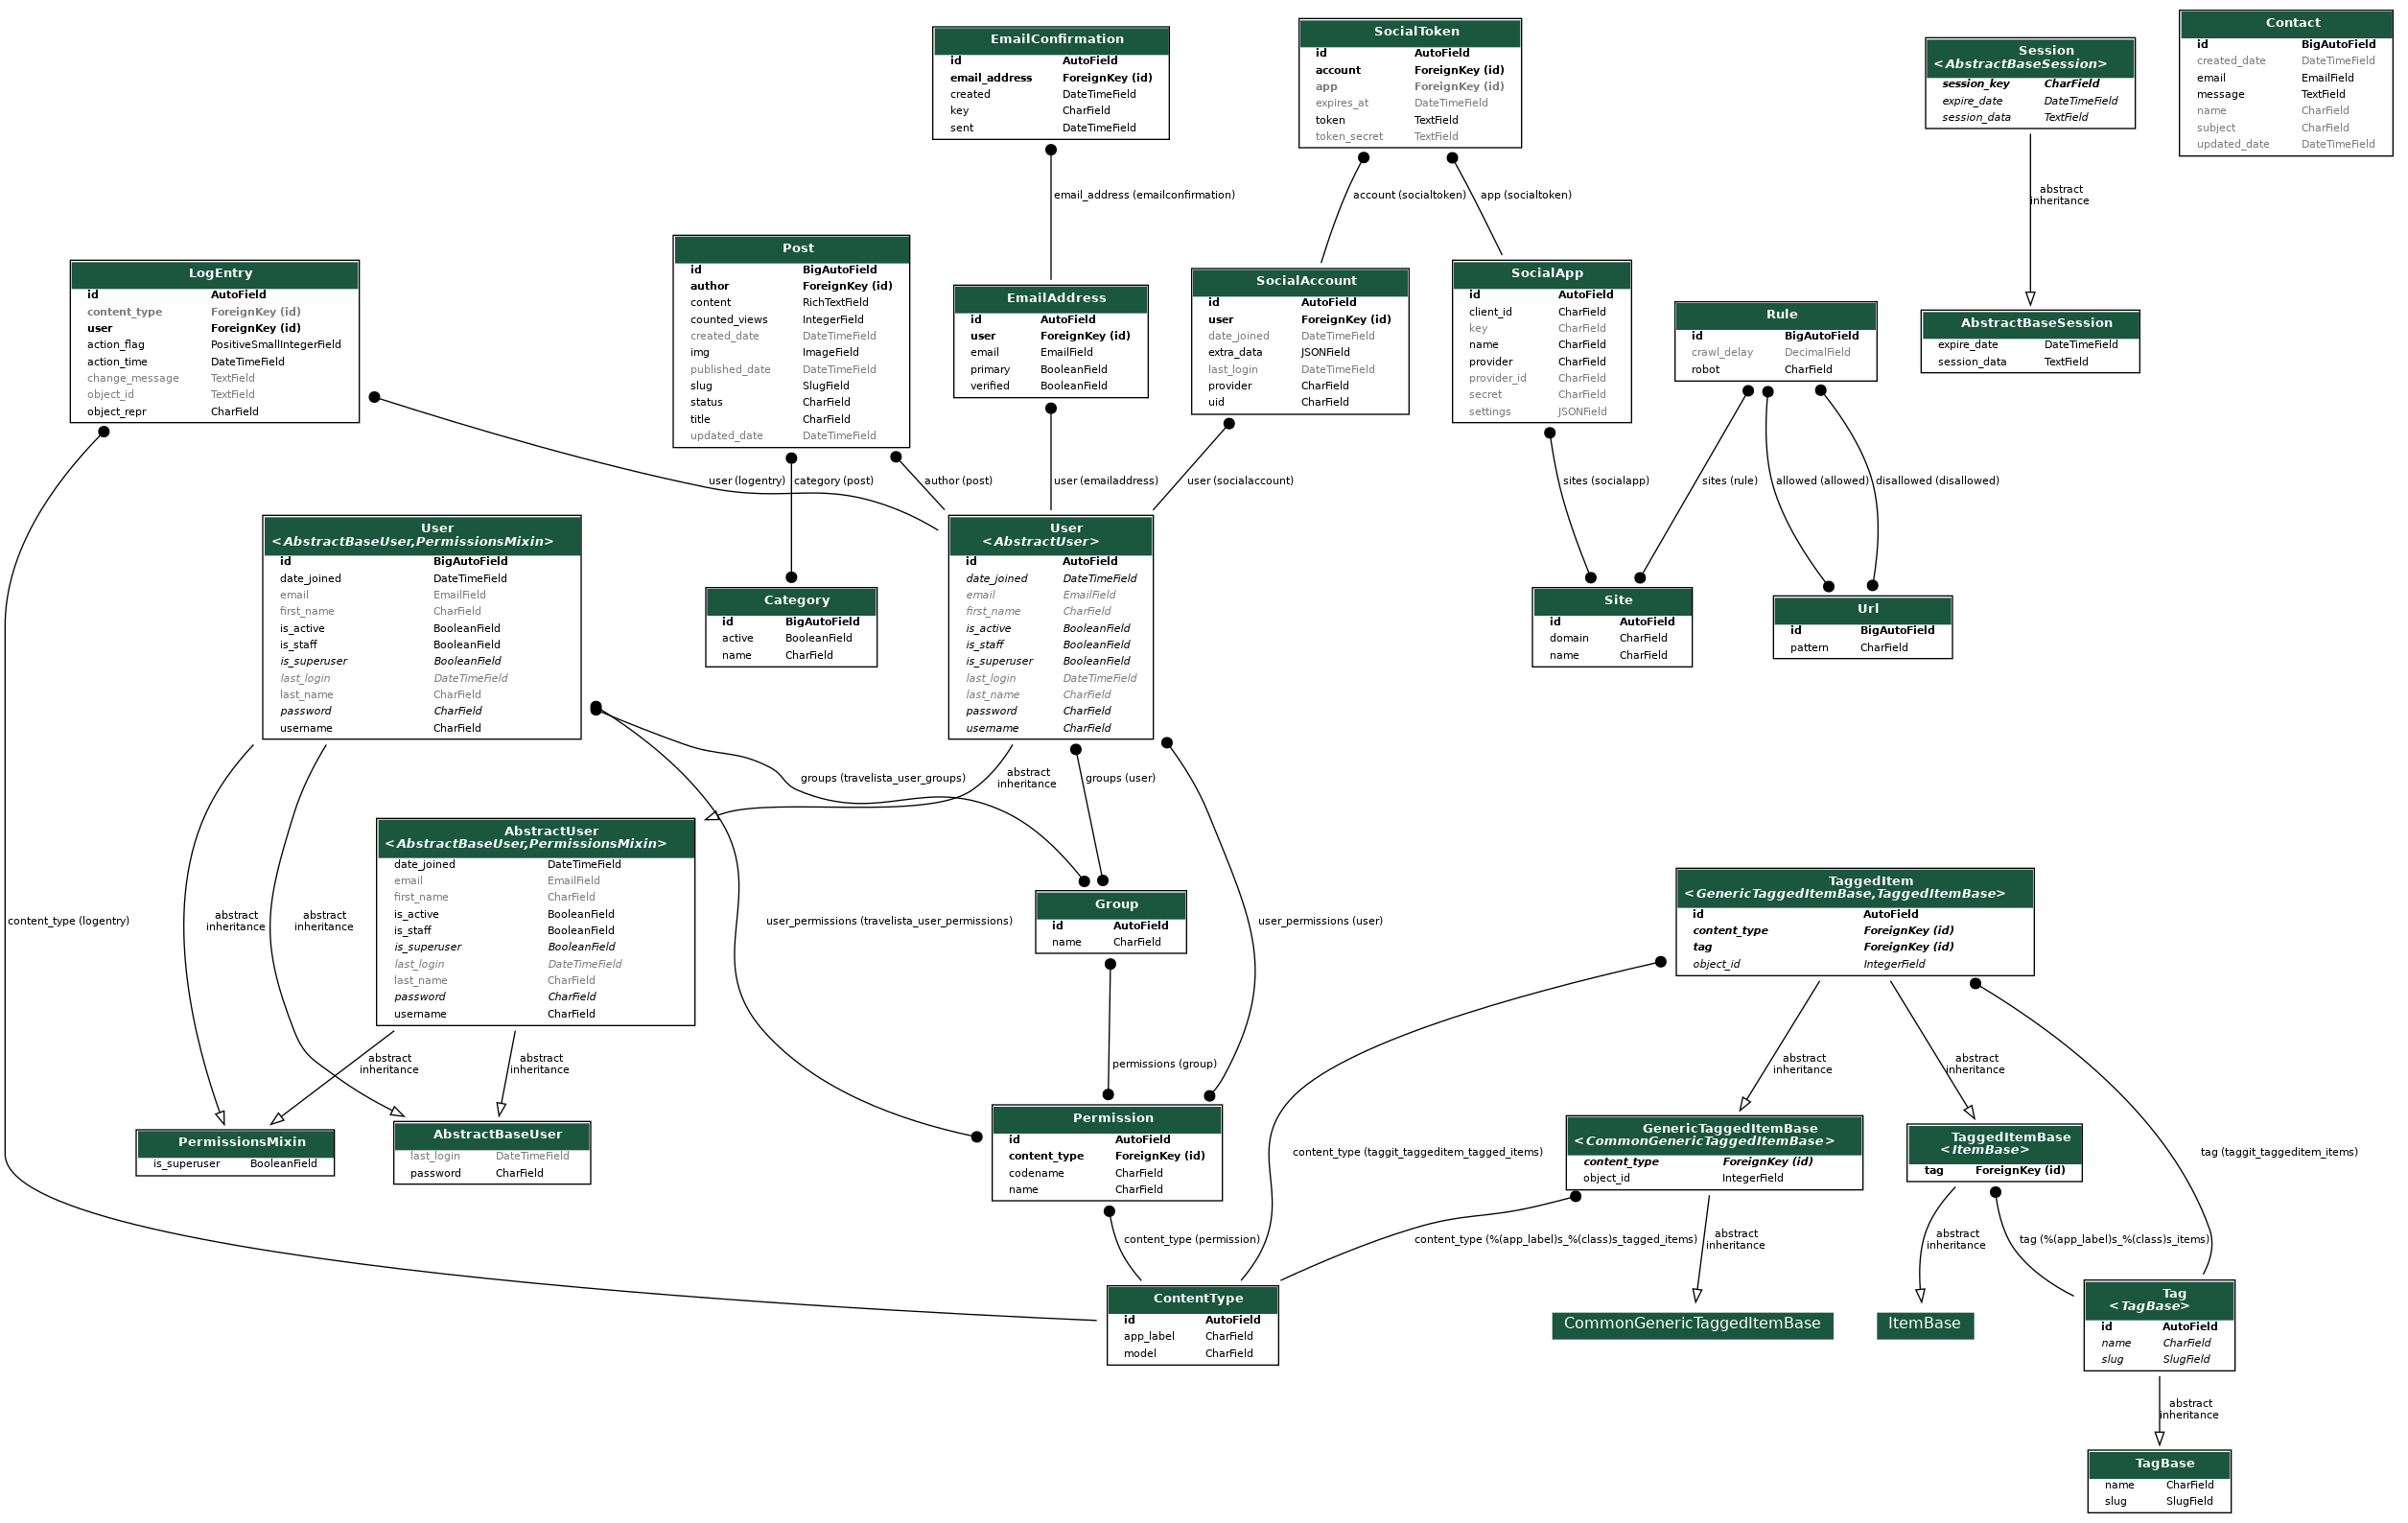 Contact
id BigAutoField
created_date DateTimeField
email EmailField
message TextField
name CharField
subject CharField
updated_date DateTimeField
SocialToken
id AutoField
account ForeignKey (id)
app ForeignKey (id)
expires_at DateTimeField
token TextField
token_secret TextField
EmailConfirmation
id AutoField
email_address ForeignKey (id)
created DateTimeField
key CharField
sent DateTimeField
Session
<AbstractBaseSession>
session_key CharField
expire_date DateTimeField
session_data TextField
email_address (emailconfirmation)
account (socialtoken)
app (socialtoken)
abstract
inheritance
LogEntry
id AutoField
content_type ForeignKey (id)
user ForeignKey (id)
action_flag PositiveSmallIntegerField
action_time DateTimeField
change_message TextField
object_id TextField
object_repr CharField
Post
id BigAutoField
author ForeignKey (id)
content RichTextField
counted_views IntegerField
created_date DateTimeField
img ImageField
published_date DateTimeField
slug SlugField
status CharField
title CharField
updated_date DateTimeField
EmailAddress
id AutoField
user ForeignKey (id)
email EmailField
primary BooleanField
verified BooleanField
SocialAccount
id AutoField
user ForeignKey (id)
date_joined DateTimeField
extra_data JSONField
last_login DateTimeField
provider CharField
uid CharField
SocialApp
id AutoField
client_id CharField
key CharField
name CharField
provider CharField
provider_id CharField
secret CharField
settings JSONField
Rule
id BigAutoField
crawl_delay DecimalField
robot CharField
AbstractBaseSession
expire_date DateTimeField
session_data TextField
user (logentry)
category (post)
author (post)
user (emailaddress)
user (socialaccount)
sites (socialapp)
sites (rule)
allowed (allowed)
disallowed (disallowed)
User
<AbstractBaseUser,PermissionsMixin>
id BigAutoField
date_joined DateTimeField
email EmailField
first_name CharField
is_active BooleanField
is_staff BooleanField
is_superuser BooleanField
last_login DateTimeField
last_name CharField
password CharField
username CharField
Category
id BigAutoField
active BooleanField
name CharField
User
<AbstractUser>
id AutoField
date_joined DateTimeField
email EmailField
first_name CharField
is_active BooleanField
is_staff BooleanField
is_superuser BooleanField
last_login DateTimeField
last_name CharField
password CharField
username CharField
Site
id AutoField
domain CharField
name CharField
Url
id BigAutoField
pattern CharField
groups (travelista_user_groups)
abstract
inheritance
groups (user)
AbstractUser
<AbstractBaseUser,PermissionsMixin>
date_joined DateTimeField
email EmailField
first_name CharField
is_active BooleanField
is_staff BooleanField
is_superuser BooleanField
last_login DateTimeField
last_name CharField
password CharField
username CharField
Group
id AutoField
name CharField
TaggedItem
<GenericTaggedItemBase,TaggedItemBase>
id AutoField
content_type ForeignKey (id)
tag ForeignKey (id)
object_id IntegerField
content_type (logentry)
abstract
inheritance
abstract
inheritance
user_permissions (travelista_user_permissions)
user_permissions (user)
abstract
inheritance
abstract
inheritance
permissions (group)
abstract
inheritance
abstract
inheritance
PermissionsMixin
is_superuser BooleanField
AbstractBaseUser
last_login DateTimeField
password CharField
Permission
id AutoField
content_type ForeignKey (id)
codename CharField
name CharField
content_type (taggit_taggeditem_tagged_items)
GenericTaggedItemBase
<CommonGenericTaggedItemBase>
content_type ForeignKey (id)
object_id IntegerField
TaggedItemBase
<ItemBase>
tag ForeignKey (id)
tag (taggit_taggeditem_items)
content_type (permission)
content_type (%(app_label)s_%(class)s_tagged_items)
abstract
inheritance
abstract
inheritance
tag (%(app_label)s_%(class)s_items)
ContentType
id AutoField
app_label CharField
model CharField
CommonGenericTaggedItemBase
ItemBase
Tag
<TagBase>
id AutoField
name CharField
slug SlugField
abstract
inheritance
TagBase
name CharField
slug SlugField